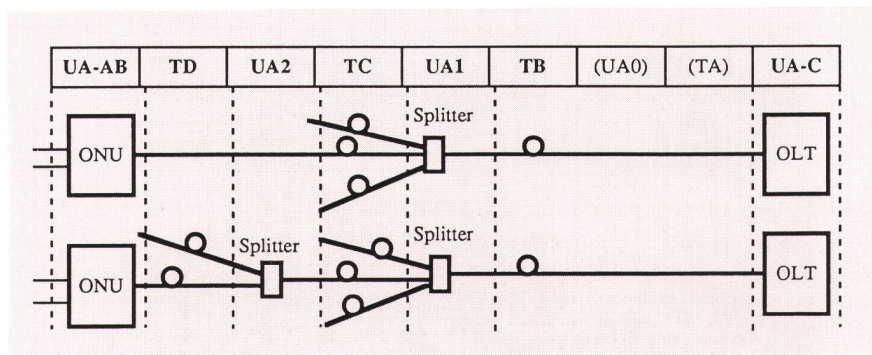 UA-AB TD UA2 TC UA1 TB (UA0) (TA) UA-C
Splitter
ONU OLT
Splitter Splitter
ONU OLT